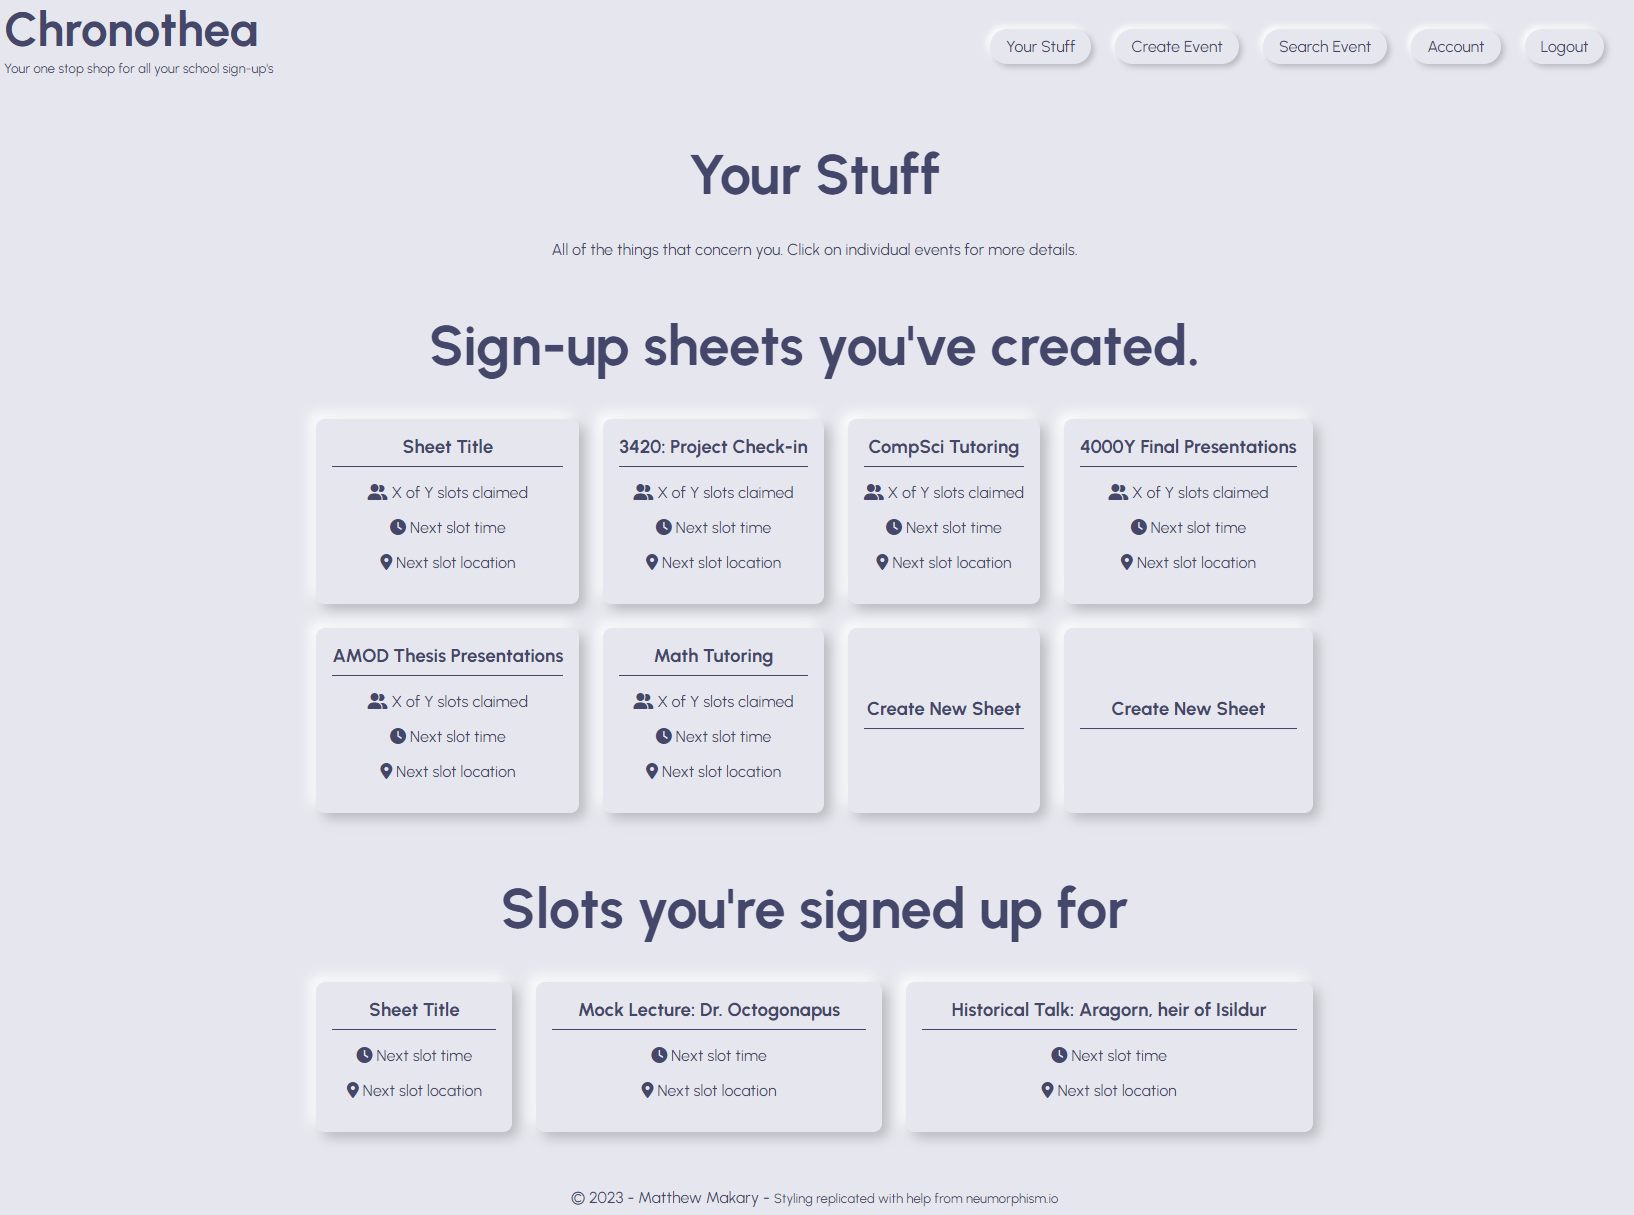 Chronothea
Your one stop shop for all your school sign-up's
Your Stuff
Create Event
Search Event
Account
Logout
Your Stuff
All of the things that concern you. Click on individual events for more details.
Sign-up sheets you've created.
Sheet Title
X of Y slots claimed
Next slot time
Next slot location
3420: Project Check-in
X of Y slots claimed
Next slot time
Next slot location
CompSci Tutoring
X of Y slots claimed
Next slot time
Next slot location
4000Y Final Presentations
X of Y slots claimed
Next slot time
Next slot location
AMOD Thesis Presentations
X of Y slots claimed
Next slot time
Next slot location
Math Tutoring
X of Y slots claimed
Next slot time
Next slot location
Create New Sheet
Create New Sheet
Slots you're signed up for
Sheet Title
Next slot time
Next slot location
Mock Lecture: Dr. Octogonapus
Next slot time
Next slot location
Historical Talk: Aragorn, heir of Isildur
Next slot time
Next slot location
© 2023 - Matthew Makary - Styling replicated with help from neumorphism.io